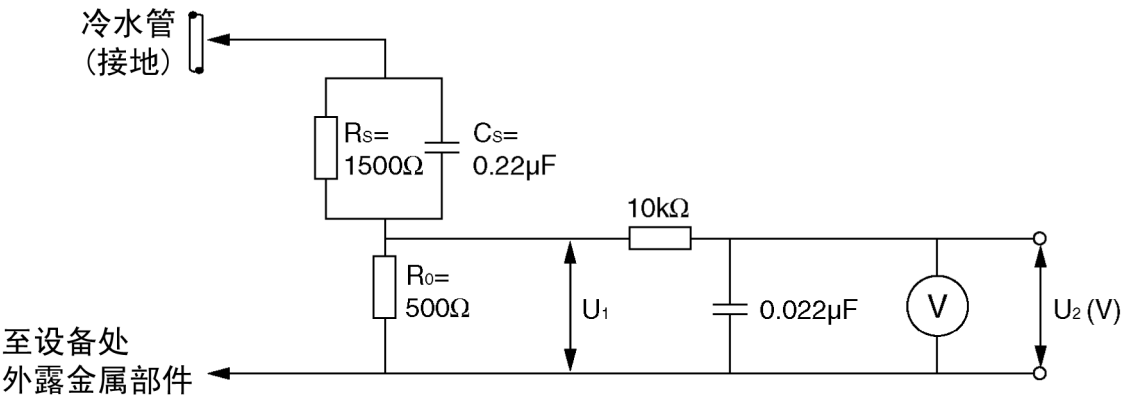 冷水管
(接地)
Rs=
1500Ω
Cs=
0.22μF
10kΩ
R0=
500Ω
U1
0.022μF
V
U2 (V)
至设备处
外露金属部件